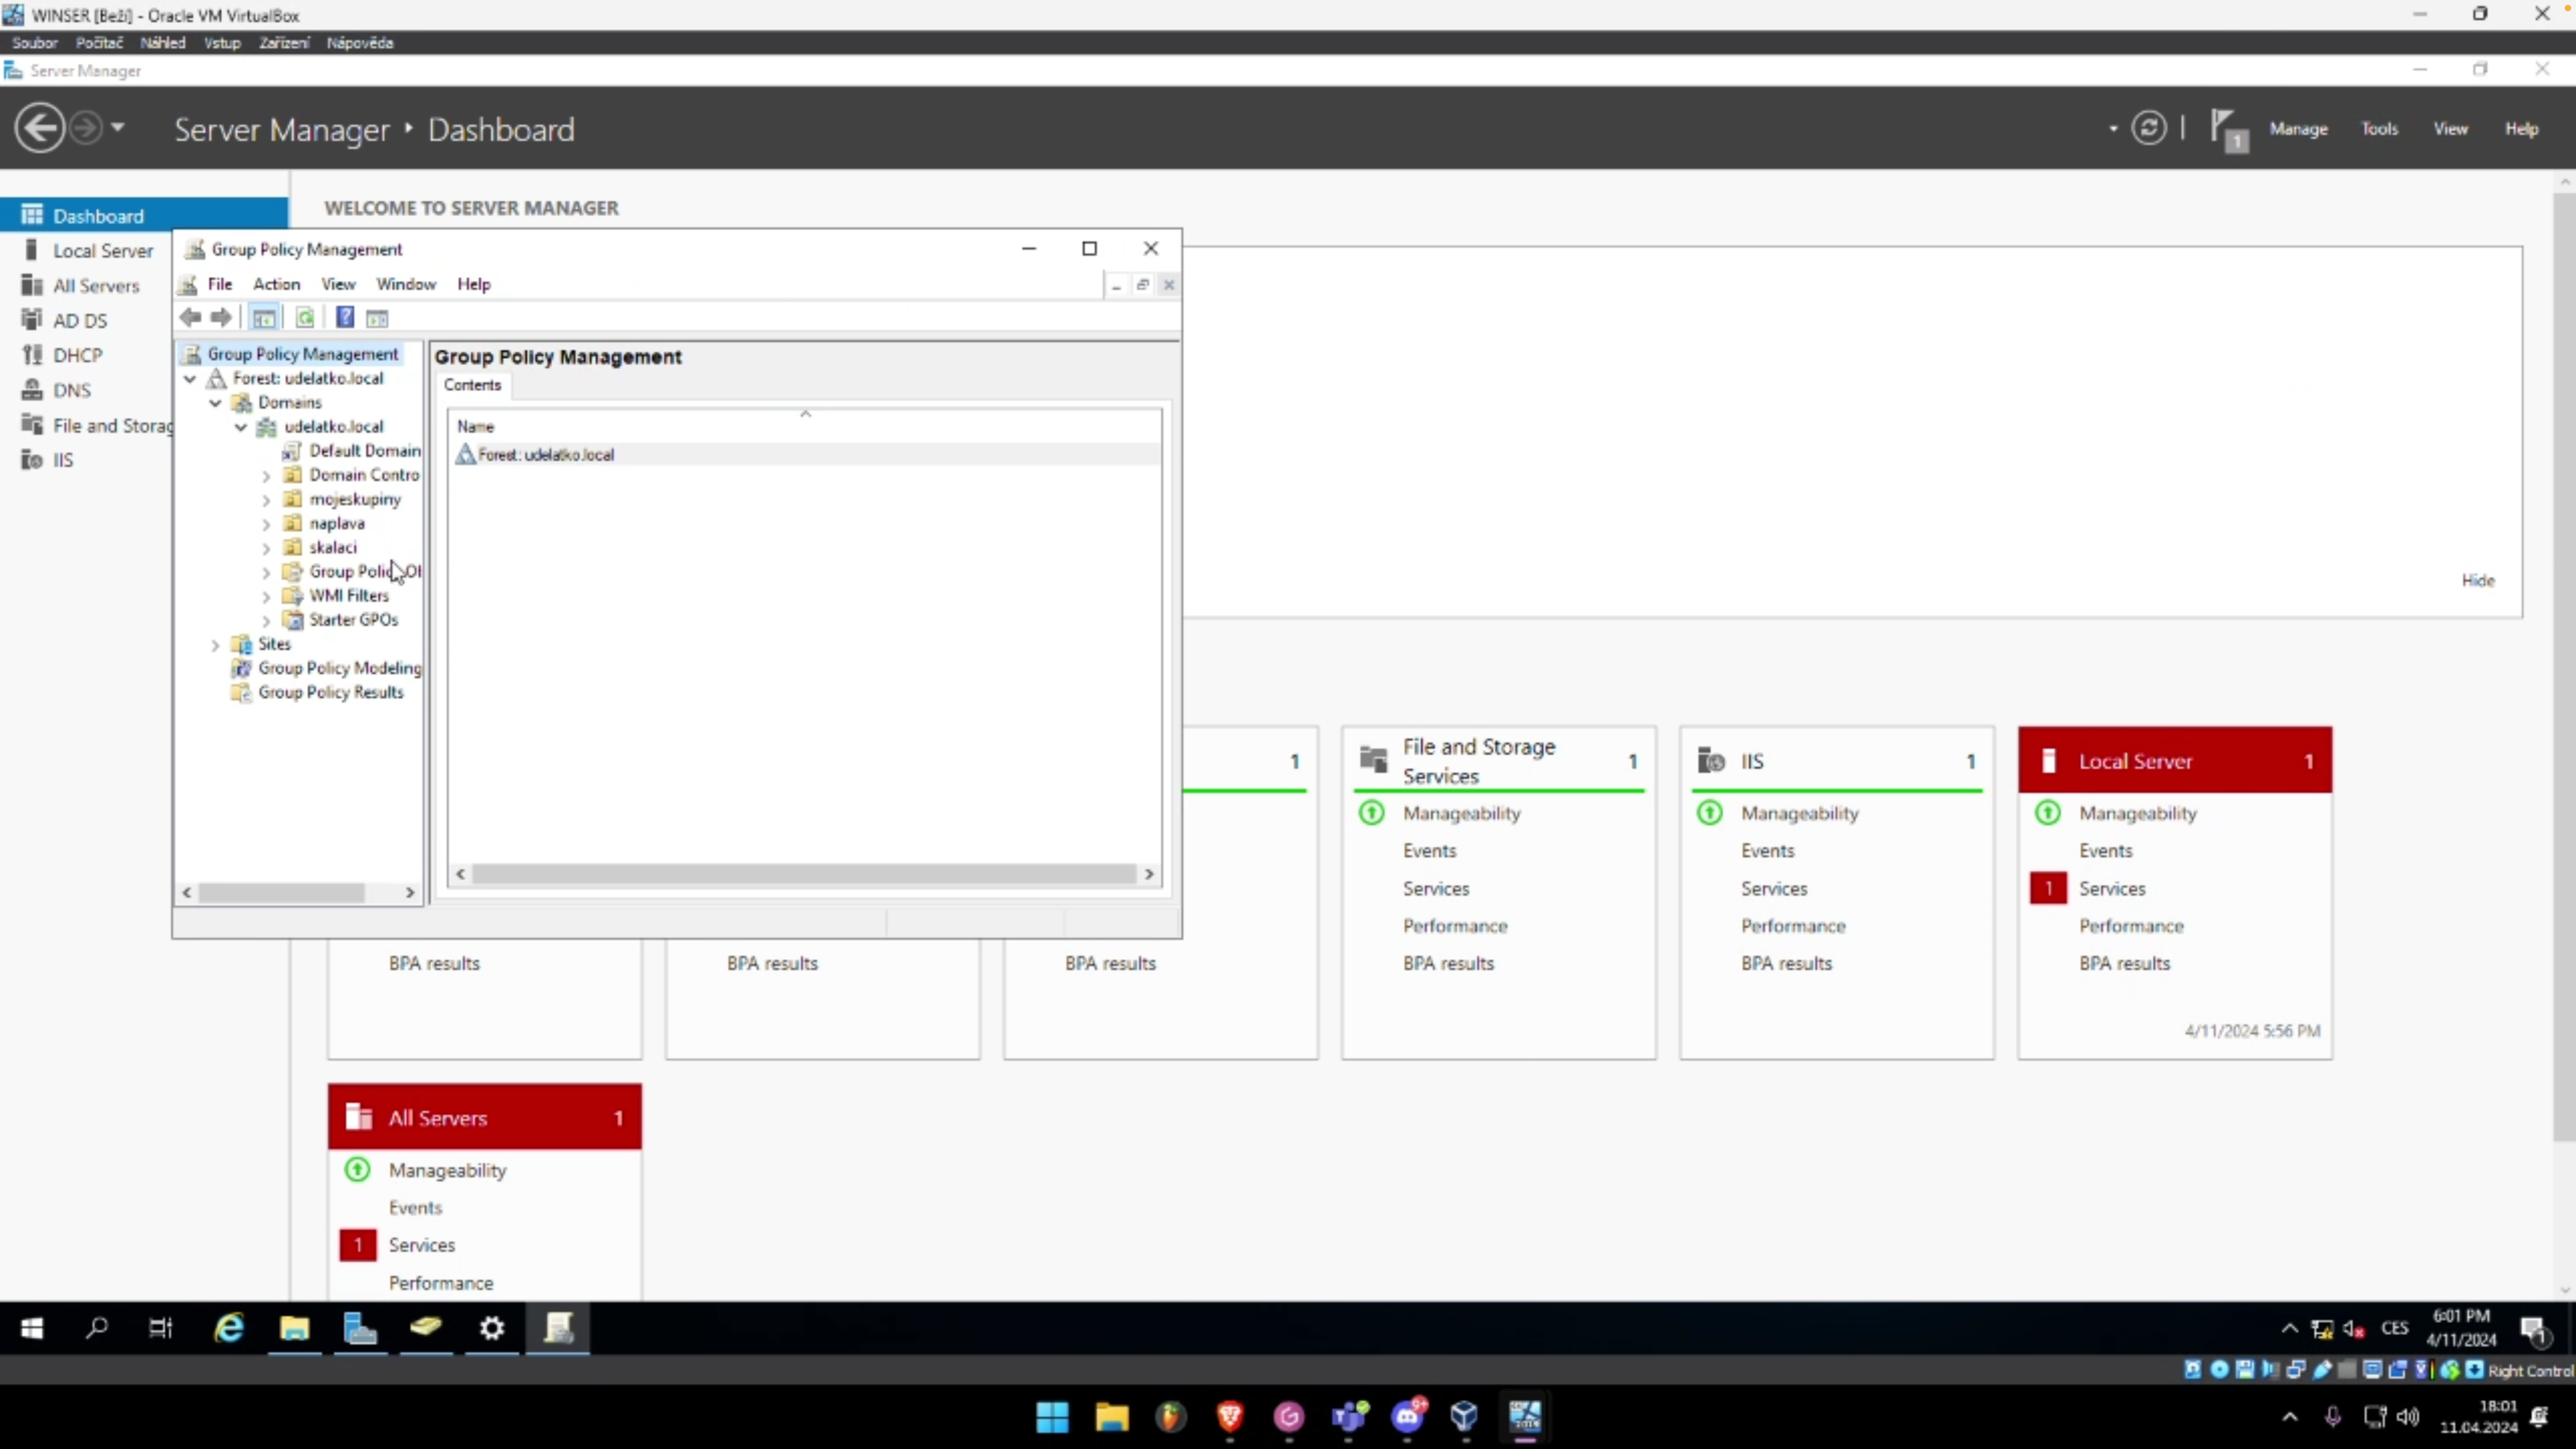 WINSER [Beží] - Oracle VM VirtualBox
Soubor Počítač Náhled Vstup Zařízení Nápověda
Server Manager
Server Manager ‣ Dashboard
1
Manage Tools View Help
Dashboard
Local Server
All Servers
AD DS
DHCP
DNS
File and Storag
IIS
WELCOME TO SERVER MANAGER
Hide
Group Policy Management
File Action View Window Help
Group Policy Management
Forest: udelatko.local
Domains
udelatko.local
Default Domain
Domain Contro
mojeskupiny
naplava
skalaci
Group Polic Ob
WMI Filters
Starter GPOs
Sites
Group Policy Modeling
Group Policy Results
Group Policy Management
Contents
Name
Forest: udelatko.local
BPA results
BPA results
1
BPA results
File and Storage Services 1
Manageability
Events
Services
Performance
BPA results
IIS 1
Manageability
Events
Services
Performance
BPA results
Local Server 1
Manageability
Events
1 Services
Performance
BPA results
4/11/2024 5:56 PM
All Servers 1
Manageability
Events
1 Services
Performance
CES
6:01 PM
4/11/2024
1
Right Control
9+
18:01
11.04.2024